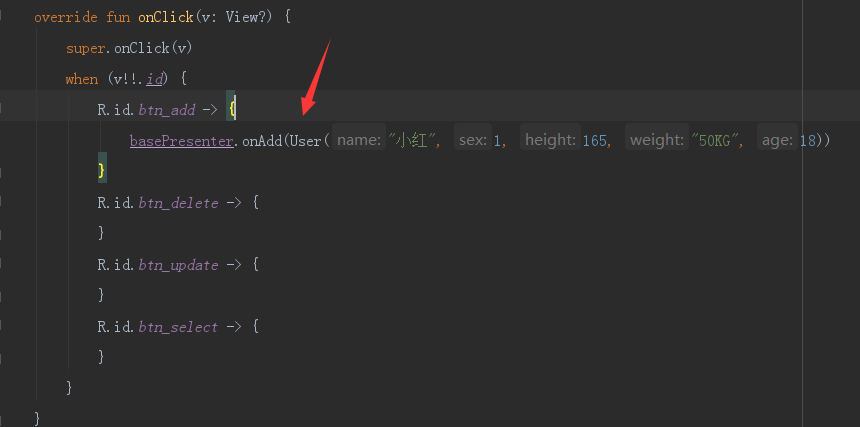 override fun onClick(v: View?) {
super.onClick(v)
when (v!!.id) {
R.id.btn_add -> {
basePresenter.onAdd(User( name: "小红", sex: 1, height: 165, weight: "50KG", age: 18))
}
R.id.btn_delete -> {
}
R.id.btn_update -> {
}
R.id.btn_select -> {
}
}
}